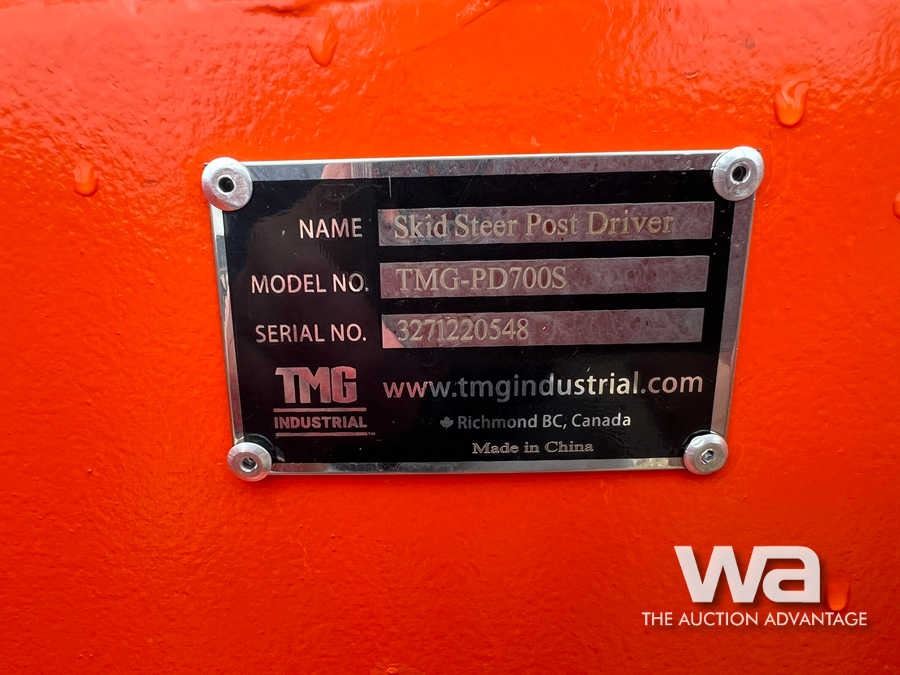 NAME Skid Steer Post Driver
MODEL NO. TMG-PD700S
SERIAL NO. 3271220548
TMG INDUSTRIAL™
www.tmgindustrial.com
Richmond BC, Canada
Made in China
wa
THE AUCTION ADVANTAGE